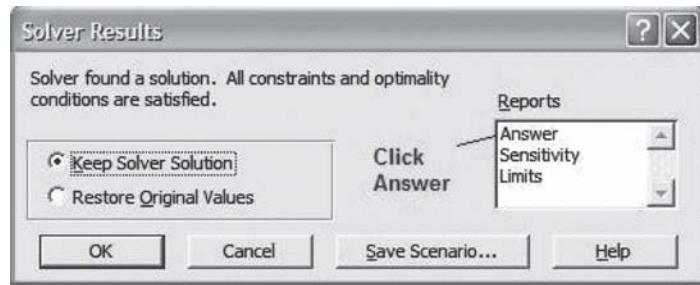 Solver Results
Solver found a solution. All constraints and optimality
conditions are satisfied.
Reports
Answer
Sensitivity
Limits
Keep Solver Solution
Restore Original Values
Click
Answer
OK
Cancel
Save Scenario...
Help